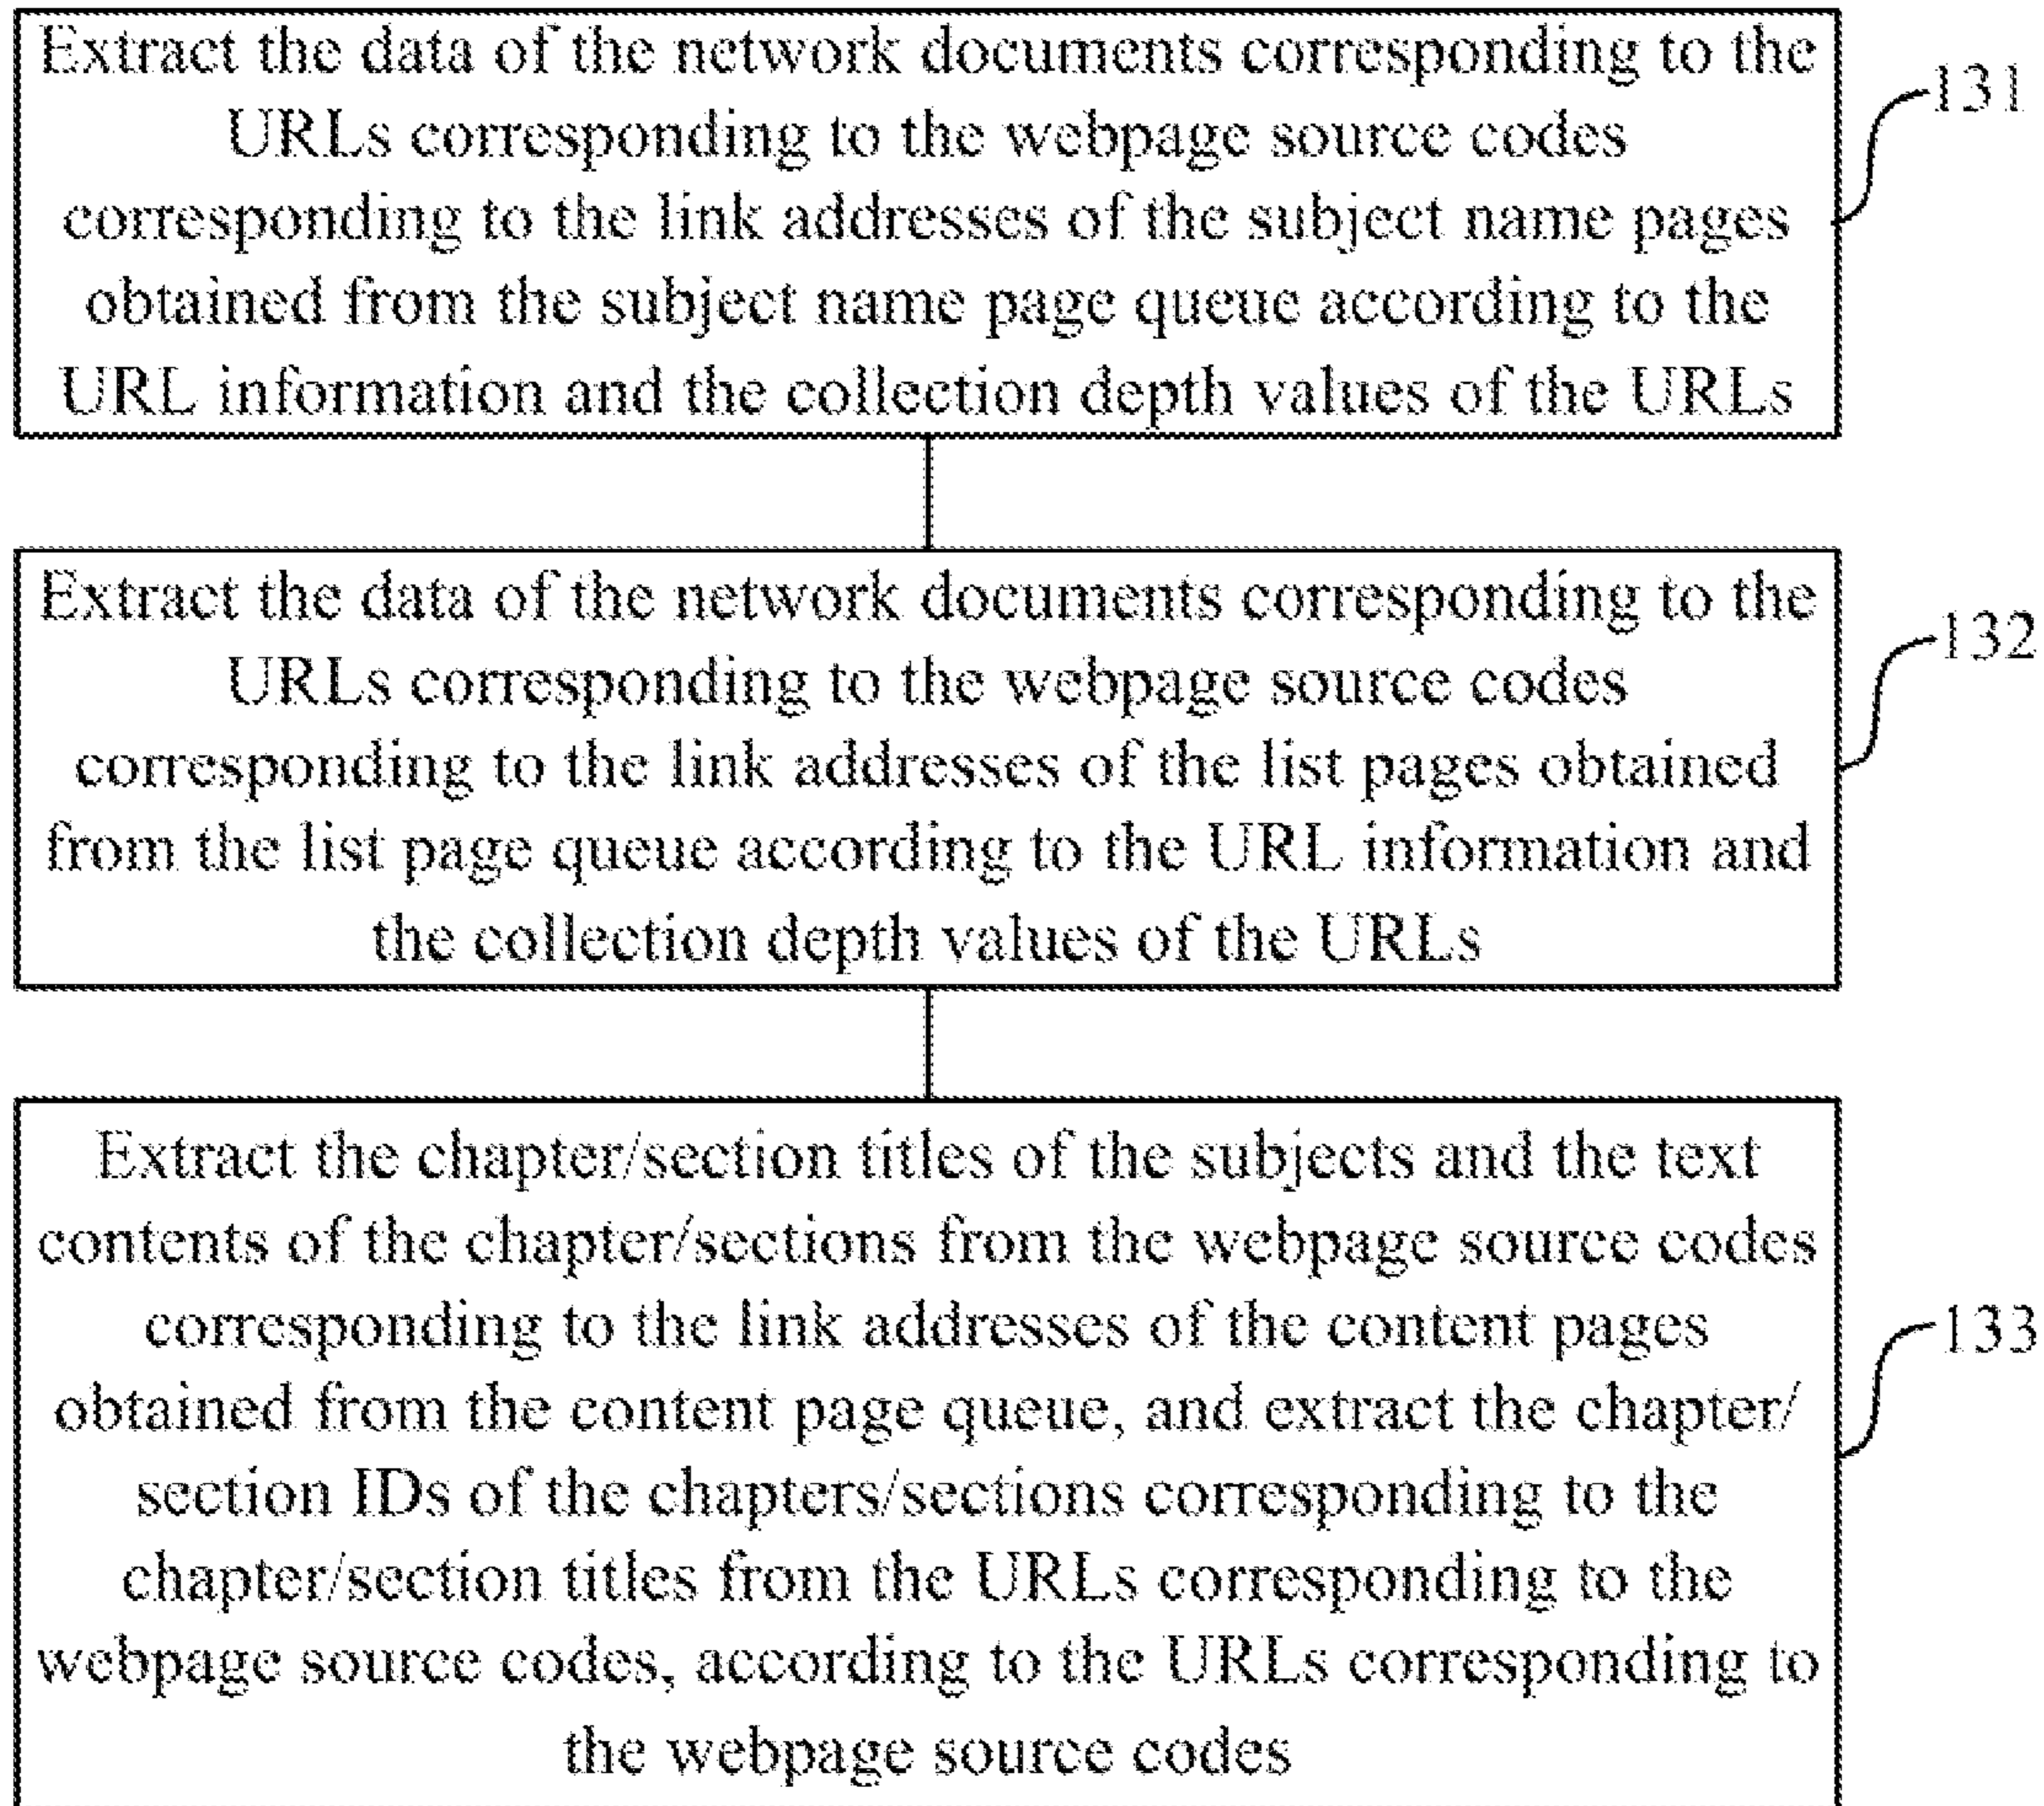 Extract the data of the network documents corresponding to the
URLs corresponding to the webpage source codes
corresponding to the link addresses of the subject name pages
obtained from the subject name page queue according to the
URL information and the collection depth values of the URLs
131
Extract the data of the network documents corresponding to the
URLs corresponding to the webpage source codes
corresponding to the link addresses of the list pages obtained
from the list page queue according to the URL information and
the collection depth values of the URLs
132
Extract the chapter/section titles of the subjects and the text
contents of the chapter/sections from the webpage source codes
corresponding to the link addresses of the content pages
obtained from the content page queue, and extract the chapter/
section IDs of the chapters/sections corresponding to the
chapter/section titles from the URLs corresponding to the
webpage source codes, according to the URLs corresponding to
the webpage source codes
133